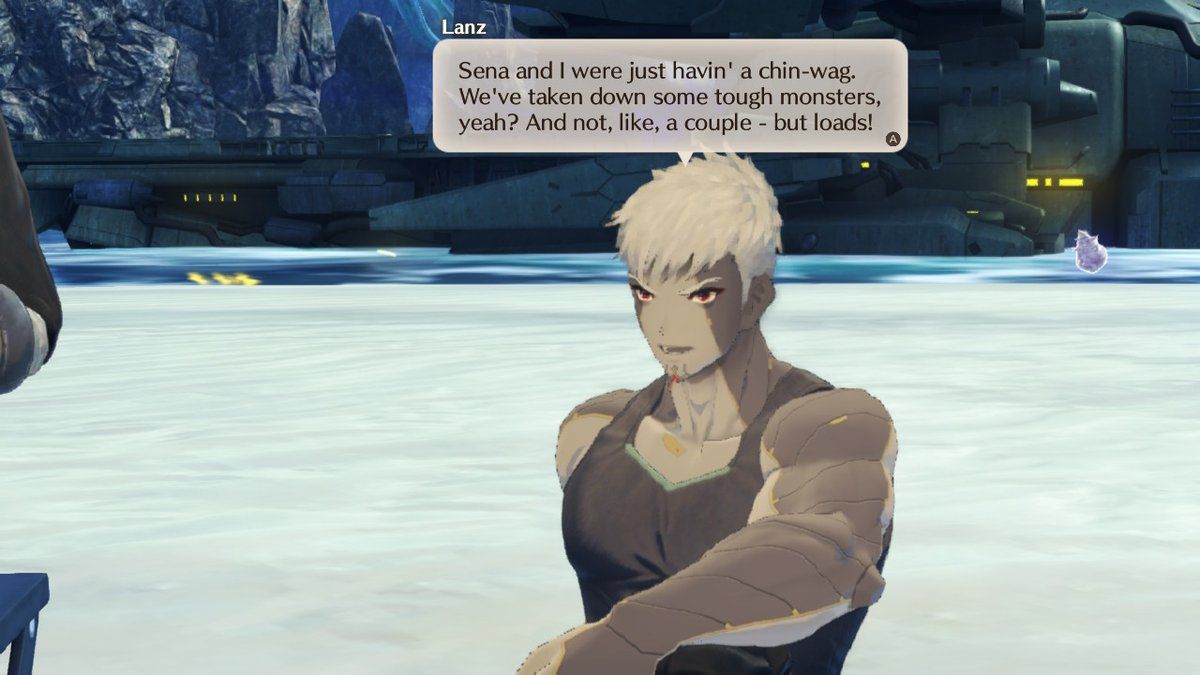 Lanz
Sena and I were just havin' a chin-wag.
We've taken down some tough monsters,
yeah? And not, like, a couple - but loads!
A